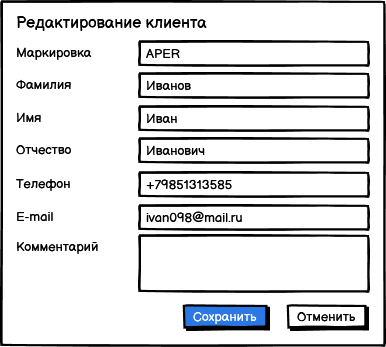 Редактирование клиента
Маркировка APER
Фамилия Иванов
Имя Иван
Отчество Иванович
Телефон +79851313585
E-mail ivan098@mail.ru
Комментарий
Сохранить Отменить